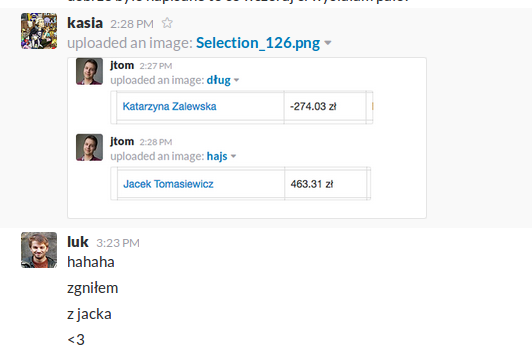 kasia 2:28 PM ☆
uploaded an image: Selection_126.png
jtom 2:27 PM
uploaded an image: dług
Katarzyna Zalewska -274.03 zł
jtom 2:28 PM
uploaded an image: hajs
Jacek Tomasiewicz 463.31 zł
luk 3:23 PM
hahaha
zgniłem
z jacka
<3